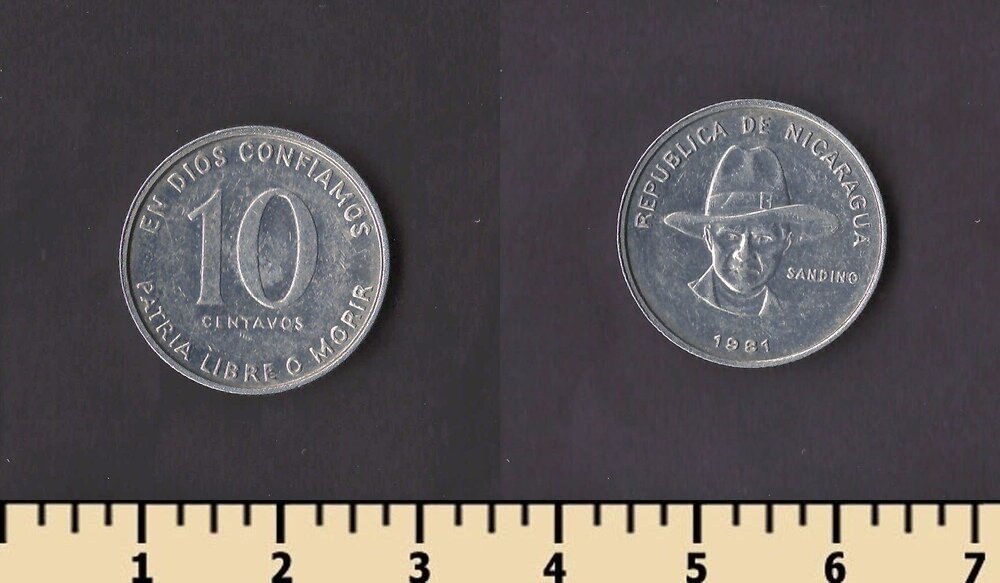 EN DIOS CONFIAMOS
10
CENTAVOS
PATRIA LIBRE O MORIR
REPUBLICA DE NICARAGUA
SANDINO
1981
1 2 3 4 5 6 7